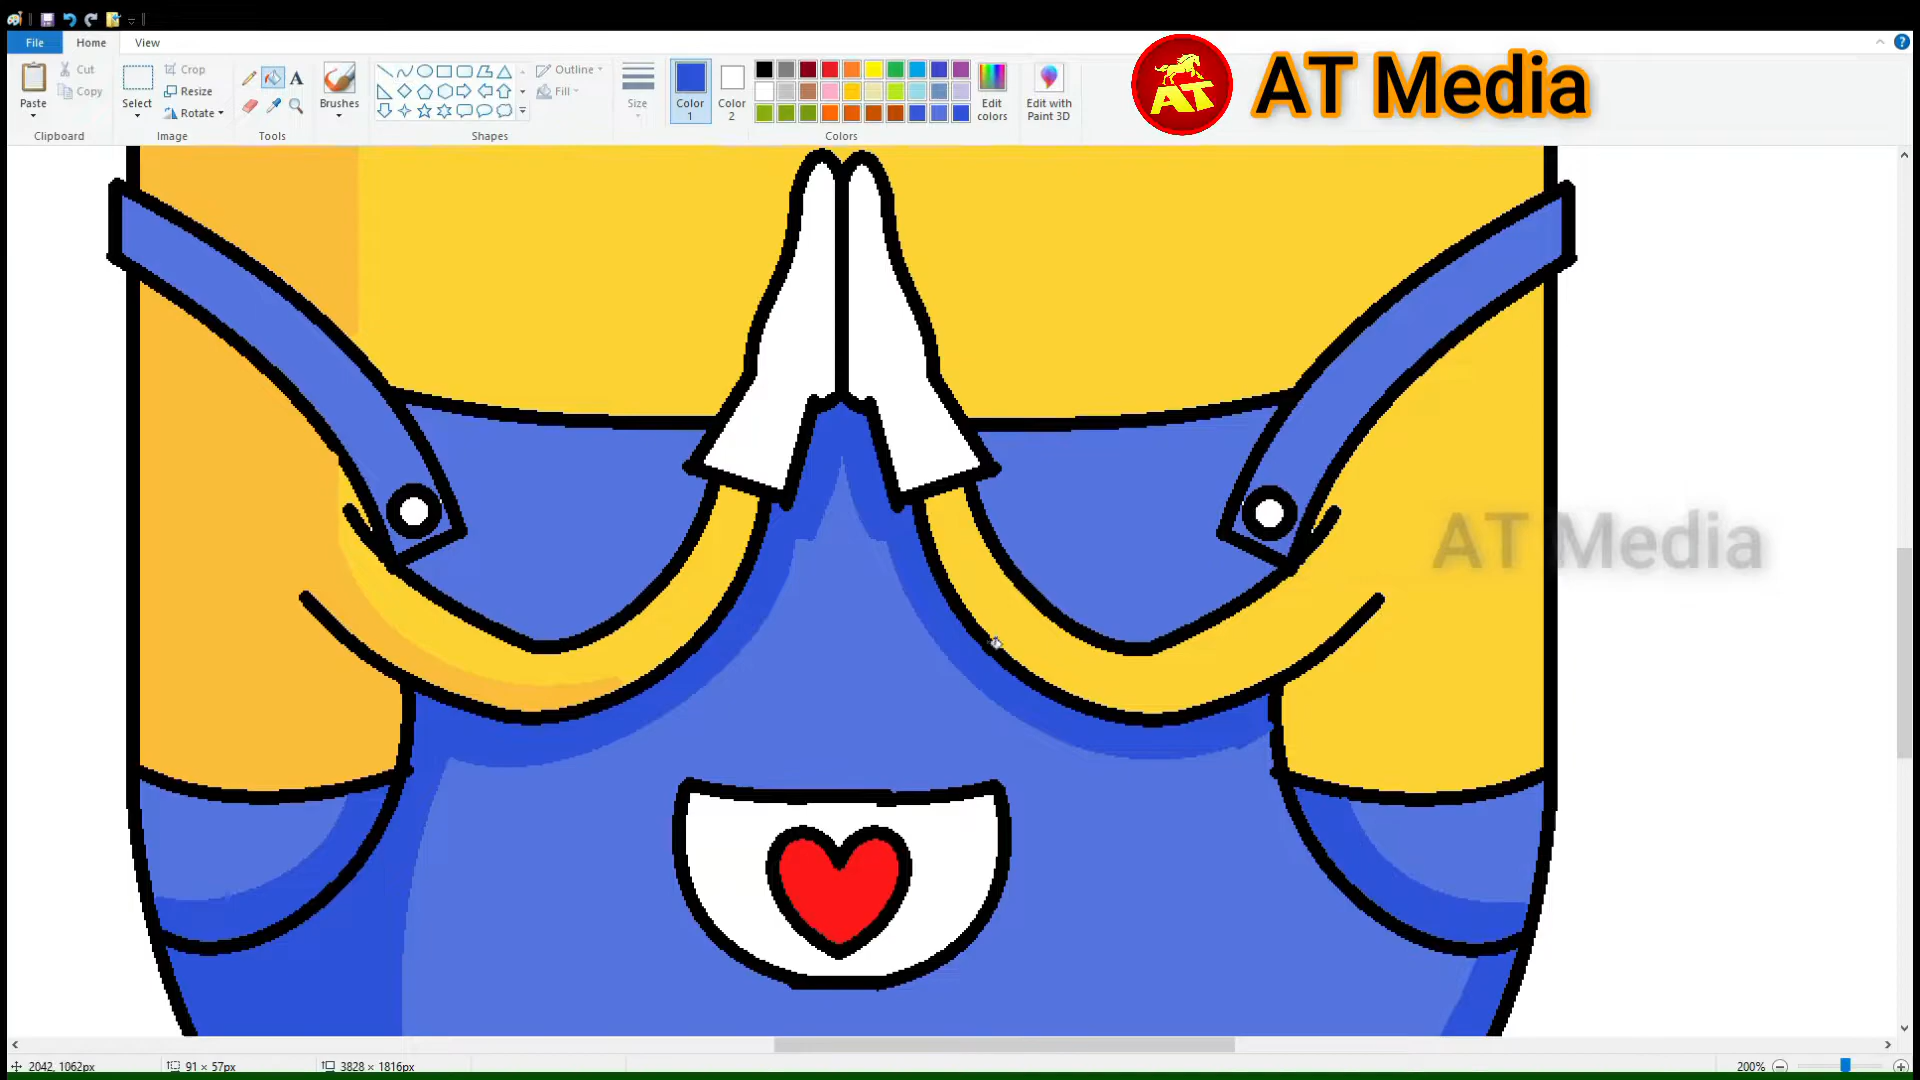 File Home View
AT Media
Paste
Cut
Copy
Clipboard
Select
Crop
Resize
Rotate
Image
A
Tools
Brushes
Outline
Fill
Shapes
Size
Color
1
Color
2
Edit
colors
Edit with
Paint 3D
Colors
?
AT
AT Media
2042, 1062px
91 × 57px
3828 × 1816px
200%